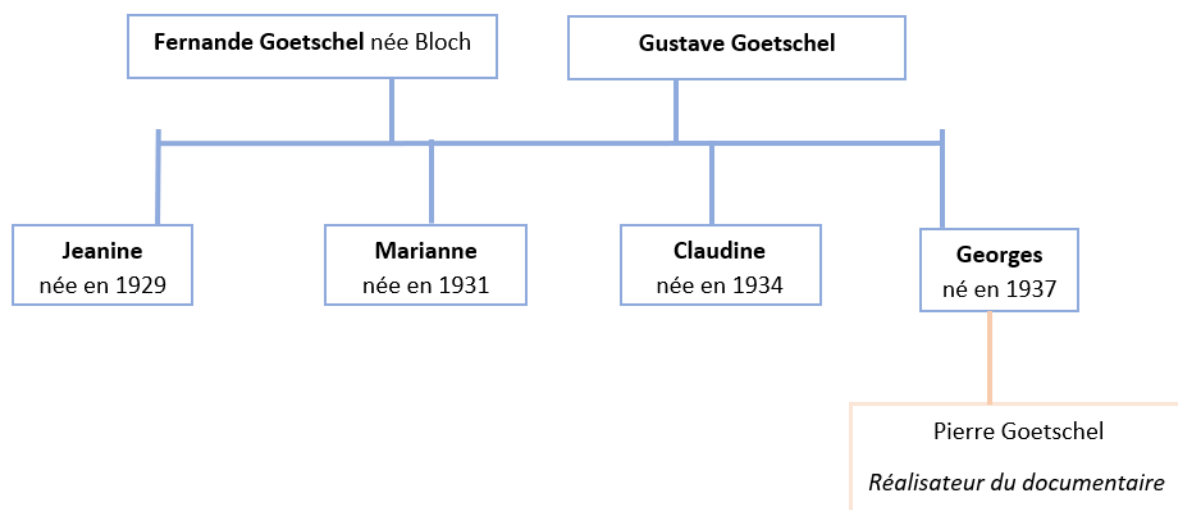 Fernande Goetschel née Bloch
Gustave Goetschel
Jeanine
née en 1929
Marianne
née en 1931
Claudine
née en 1934
Georges
né en 1937
Pierre Goetschel
Réalisateur du documentaire